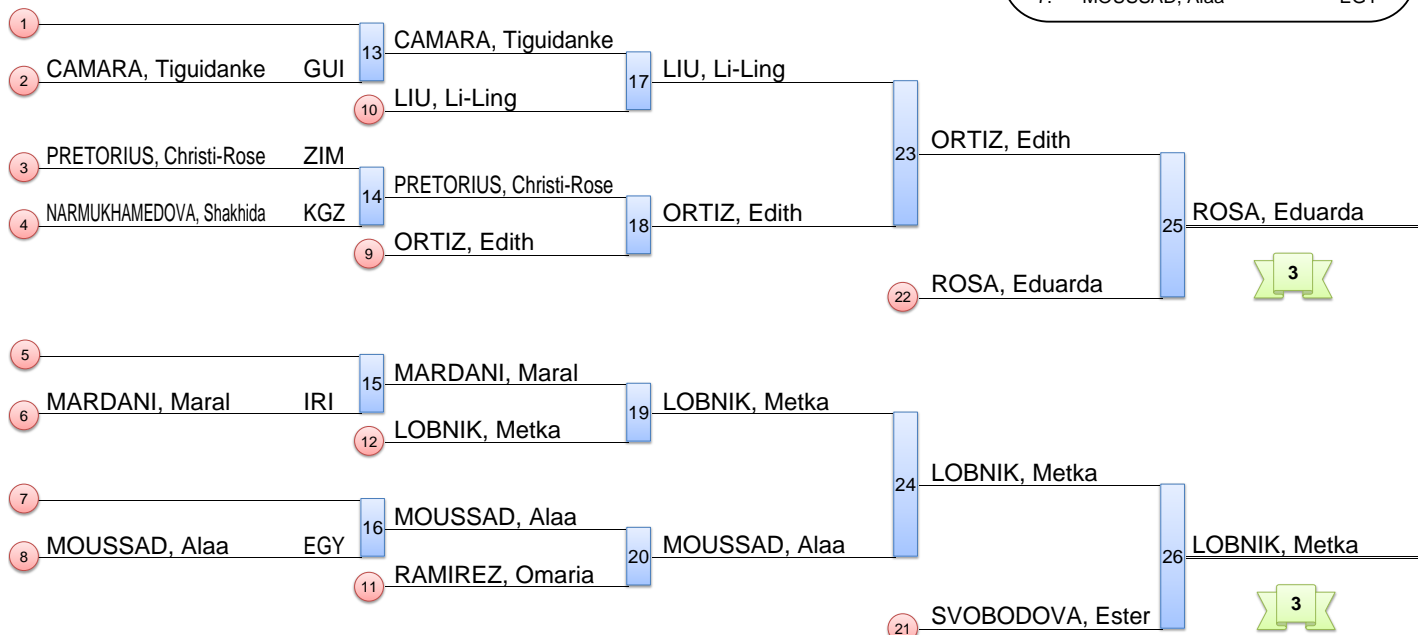 7. MOUSSAD, Alaa EGY
1
13 CAMARA, Tiguidanke
2 CAMARA, Tiguidanke GUI
17 LIU, Li-Ling
10 LIU, Li-Ling
23 ORTIZ, Edith
3 PRETORIUS, Christi-Rose ZIM
14 PRETORIUS, Christi-Rose
4 NARMUKHAMEDOVA, Shakhida KGZ
18 ORTIZ, Edith
9 ORTIZ, Edith
25 ROSA, Eduarda
3
22 ROSA, Eduarda
5
15 MARDANI, Maral
6 MARDANI, Maral IRI
19 LOBNIK, Metka
12 LOBNIK, Metka
24 LOBNIK, Metka
7
16 MOUSSAD, Alaa
8 MOUSSAD, Alaa EGY
20 MOUSSAD, Alaa
11 RAMIREZ, Omaria
26 LOBNIK, Metka
3
21 SVOBODOVA, Ester